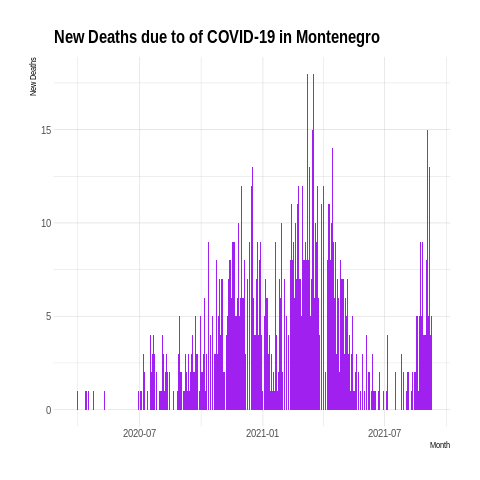 New Deaths due to of COVID-19 in Montenegro
New Deaths
15
10
5
0
2020-07
2021-01
2021-07
Month